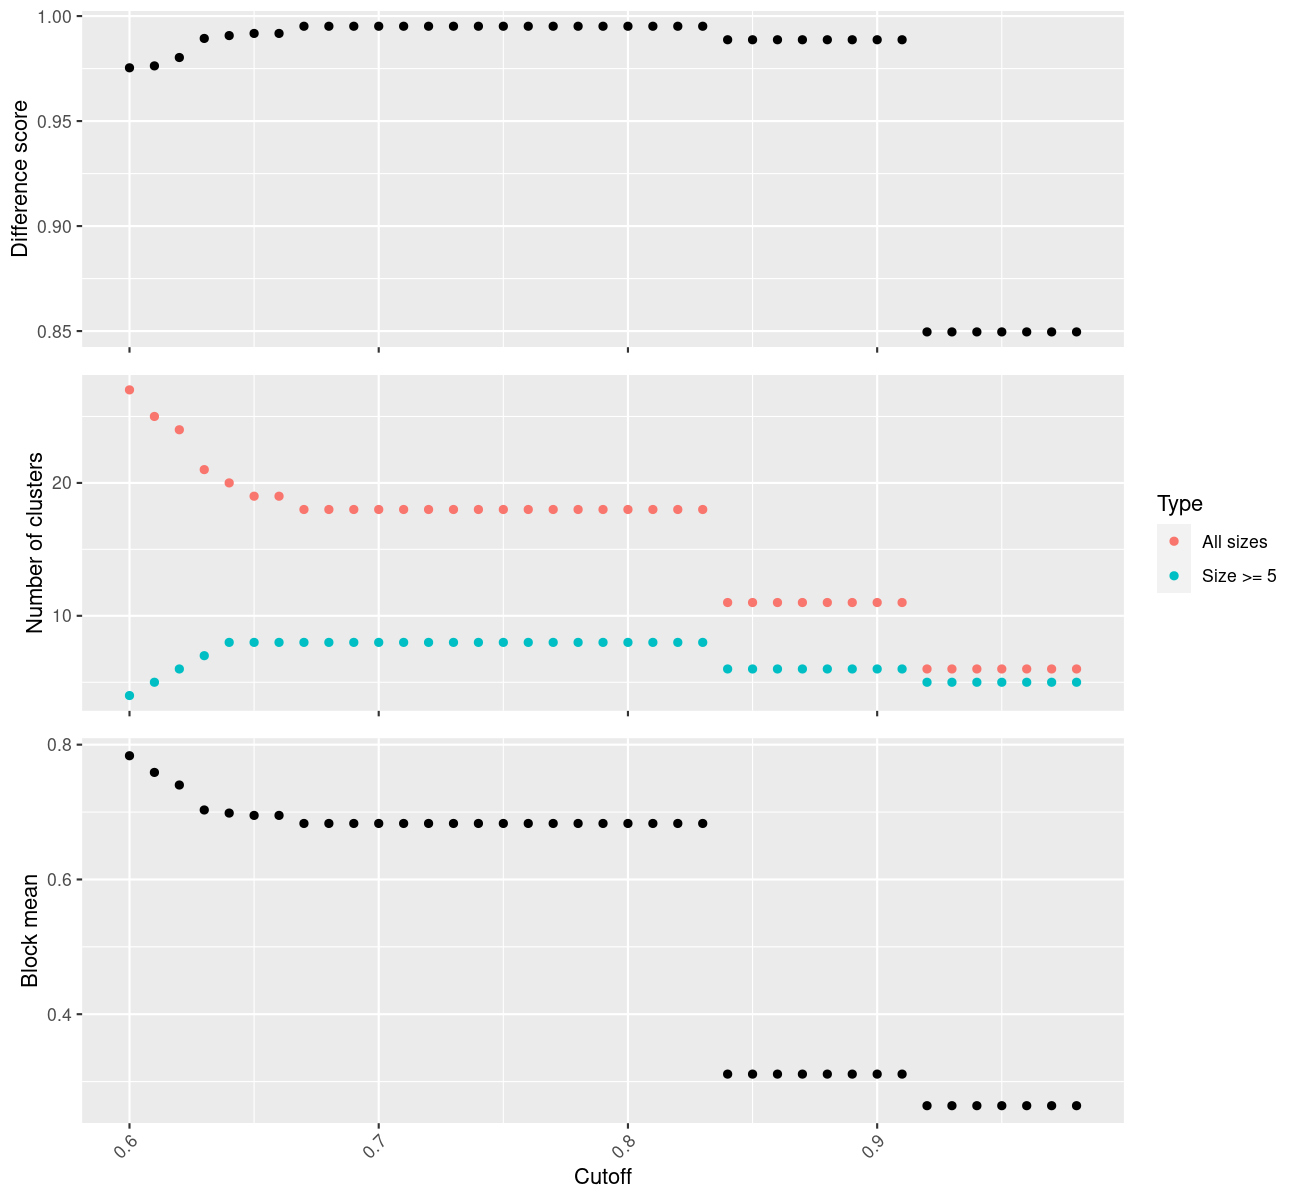 1.00
0.95
0.90
0.85
Difference score
20
10
Number of clusters
Type
All sizes
Size >= 5
0.8
0.6
0.4
Block mean
0.6
0.7
0.8
0.9
Cutoff